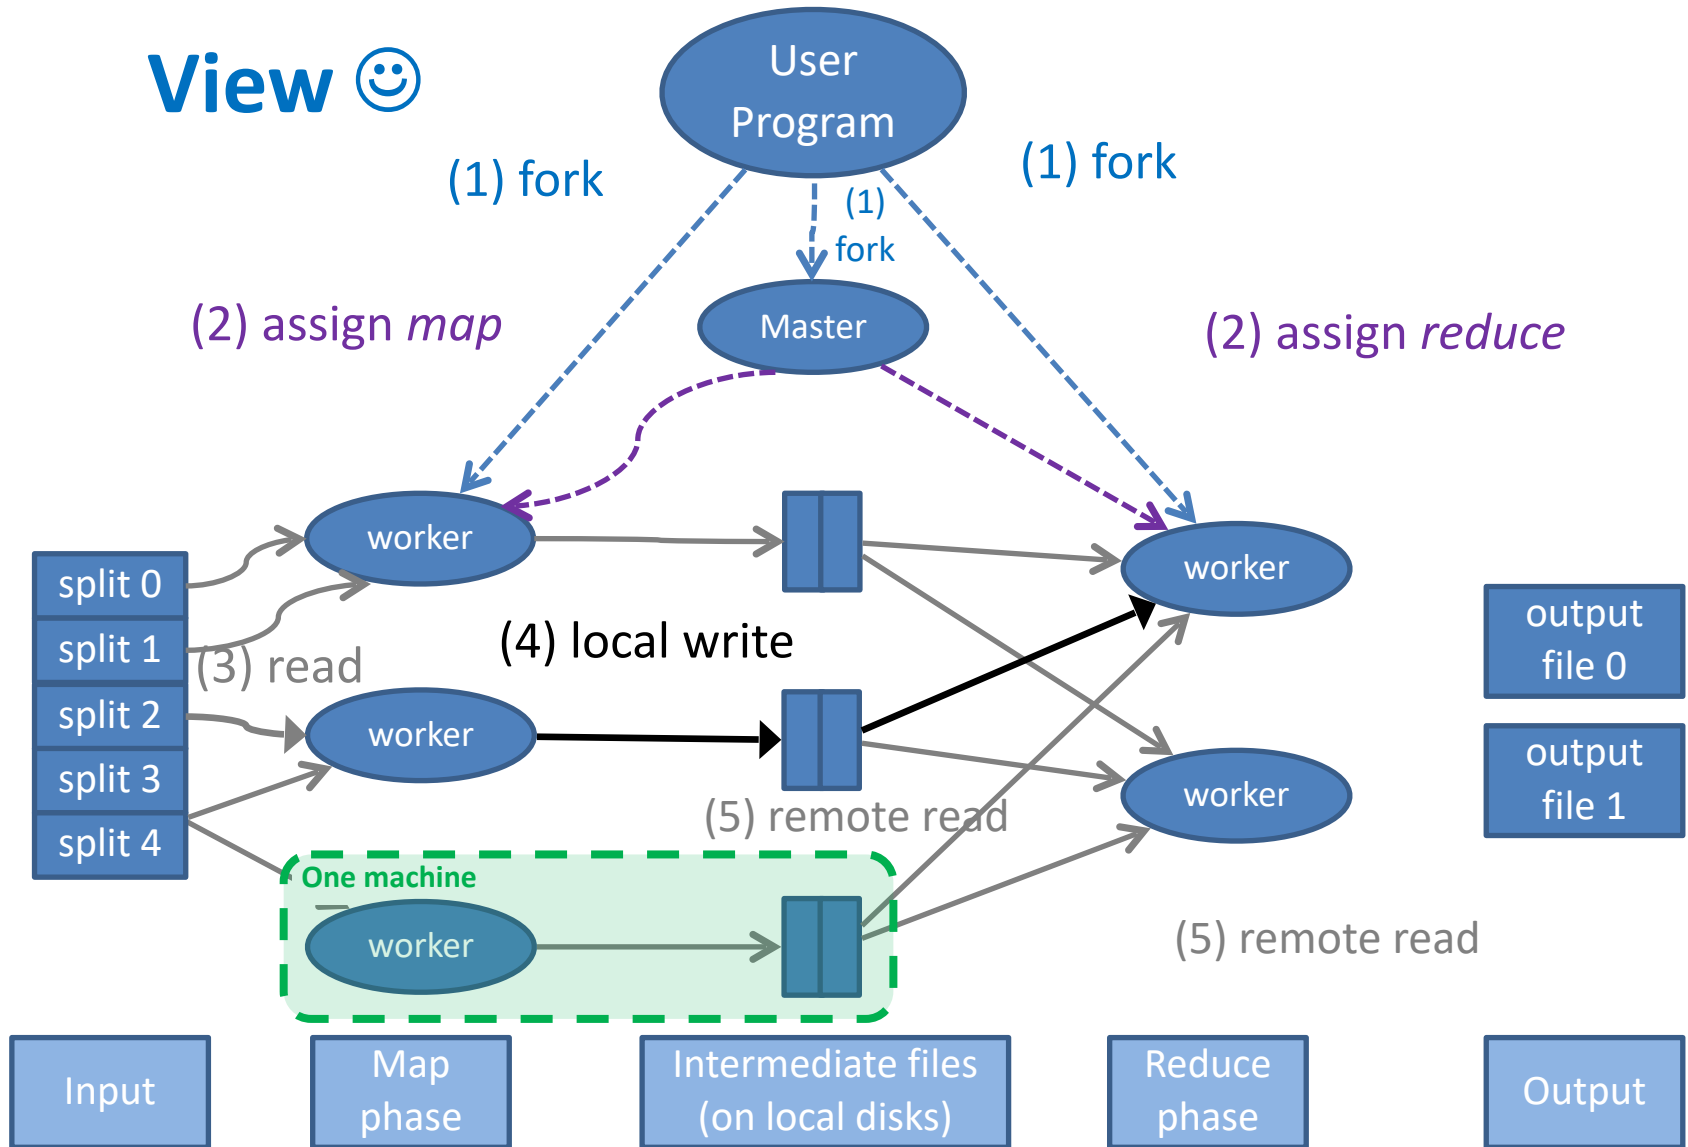 View ☺
User
Program
(1) fork
(1)
fork
(1) fork
(2) assign map
Master
(2) assign reduce
worker
worker
split 0
split 1
split 2
split 3
split 4
(3) read
(4) local write
output
file 0
worker
worker
output
file 1
(5) remote read
One machine
worker
(5) remote read
Input
Map
phase
Intermediate files
(on local disks)
Reduce
phase
Output